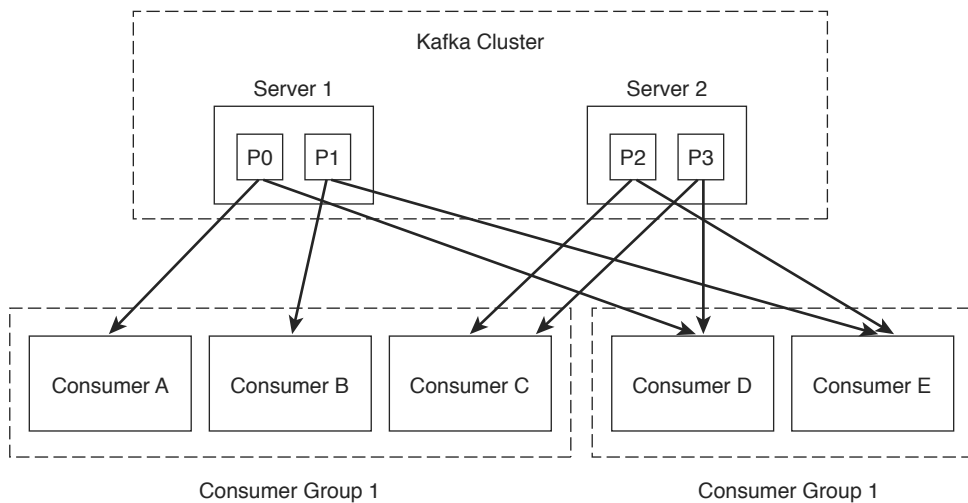 Kafka Cluster
Server 1
Server 2
P0
P1
P2
P3
Consumer A
Consumer B
Consumer C
Consumer D
Consumer E
Consumer Group 1
Consumer Group 1